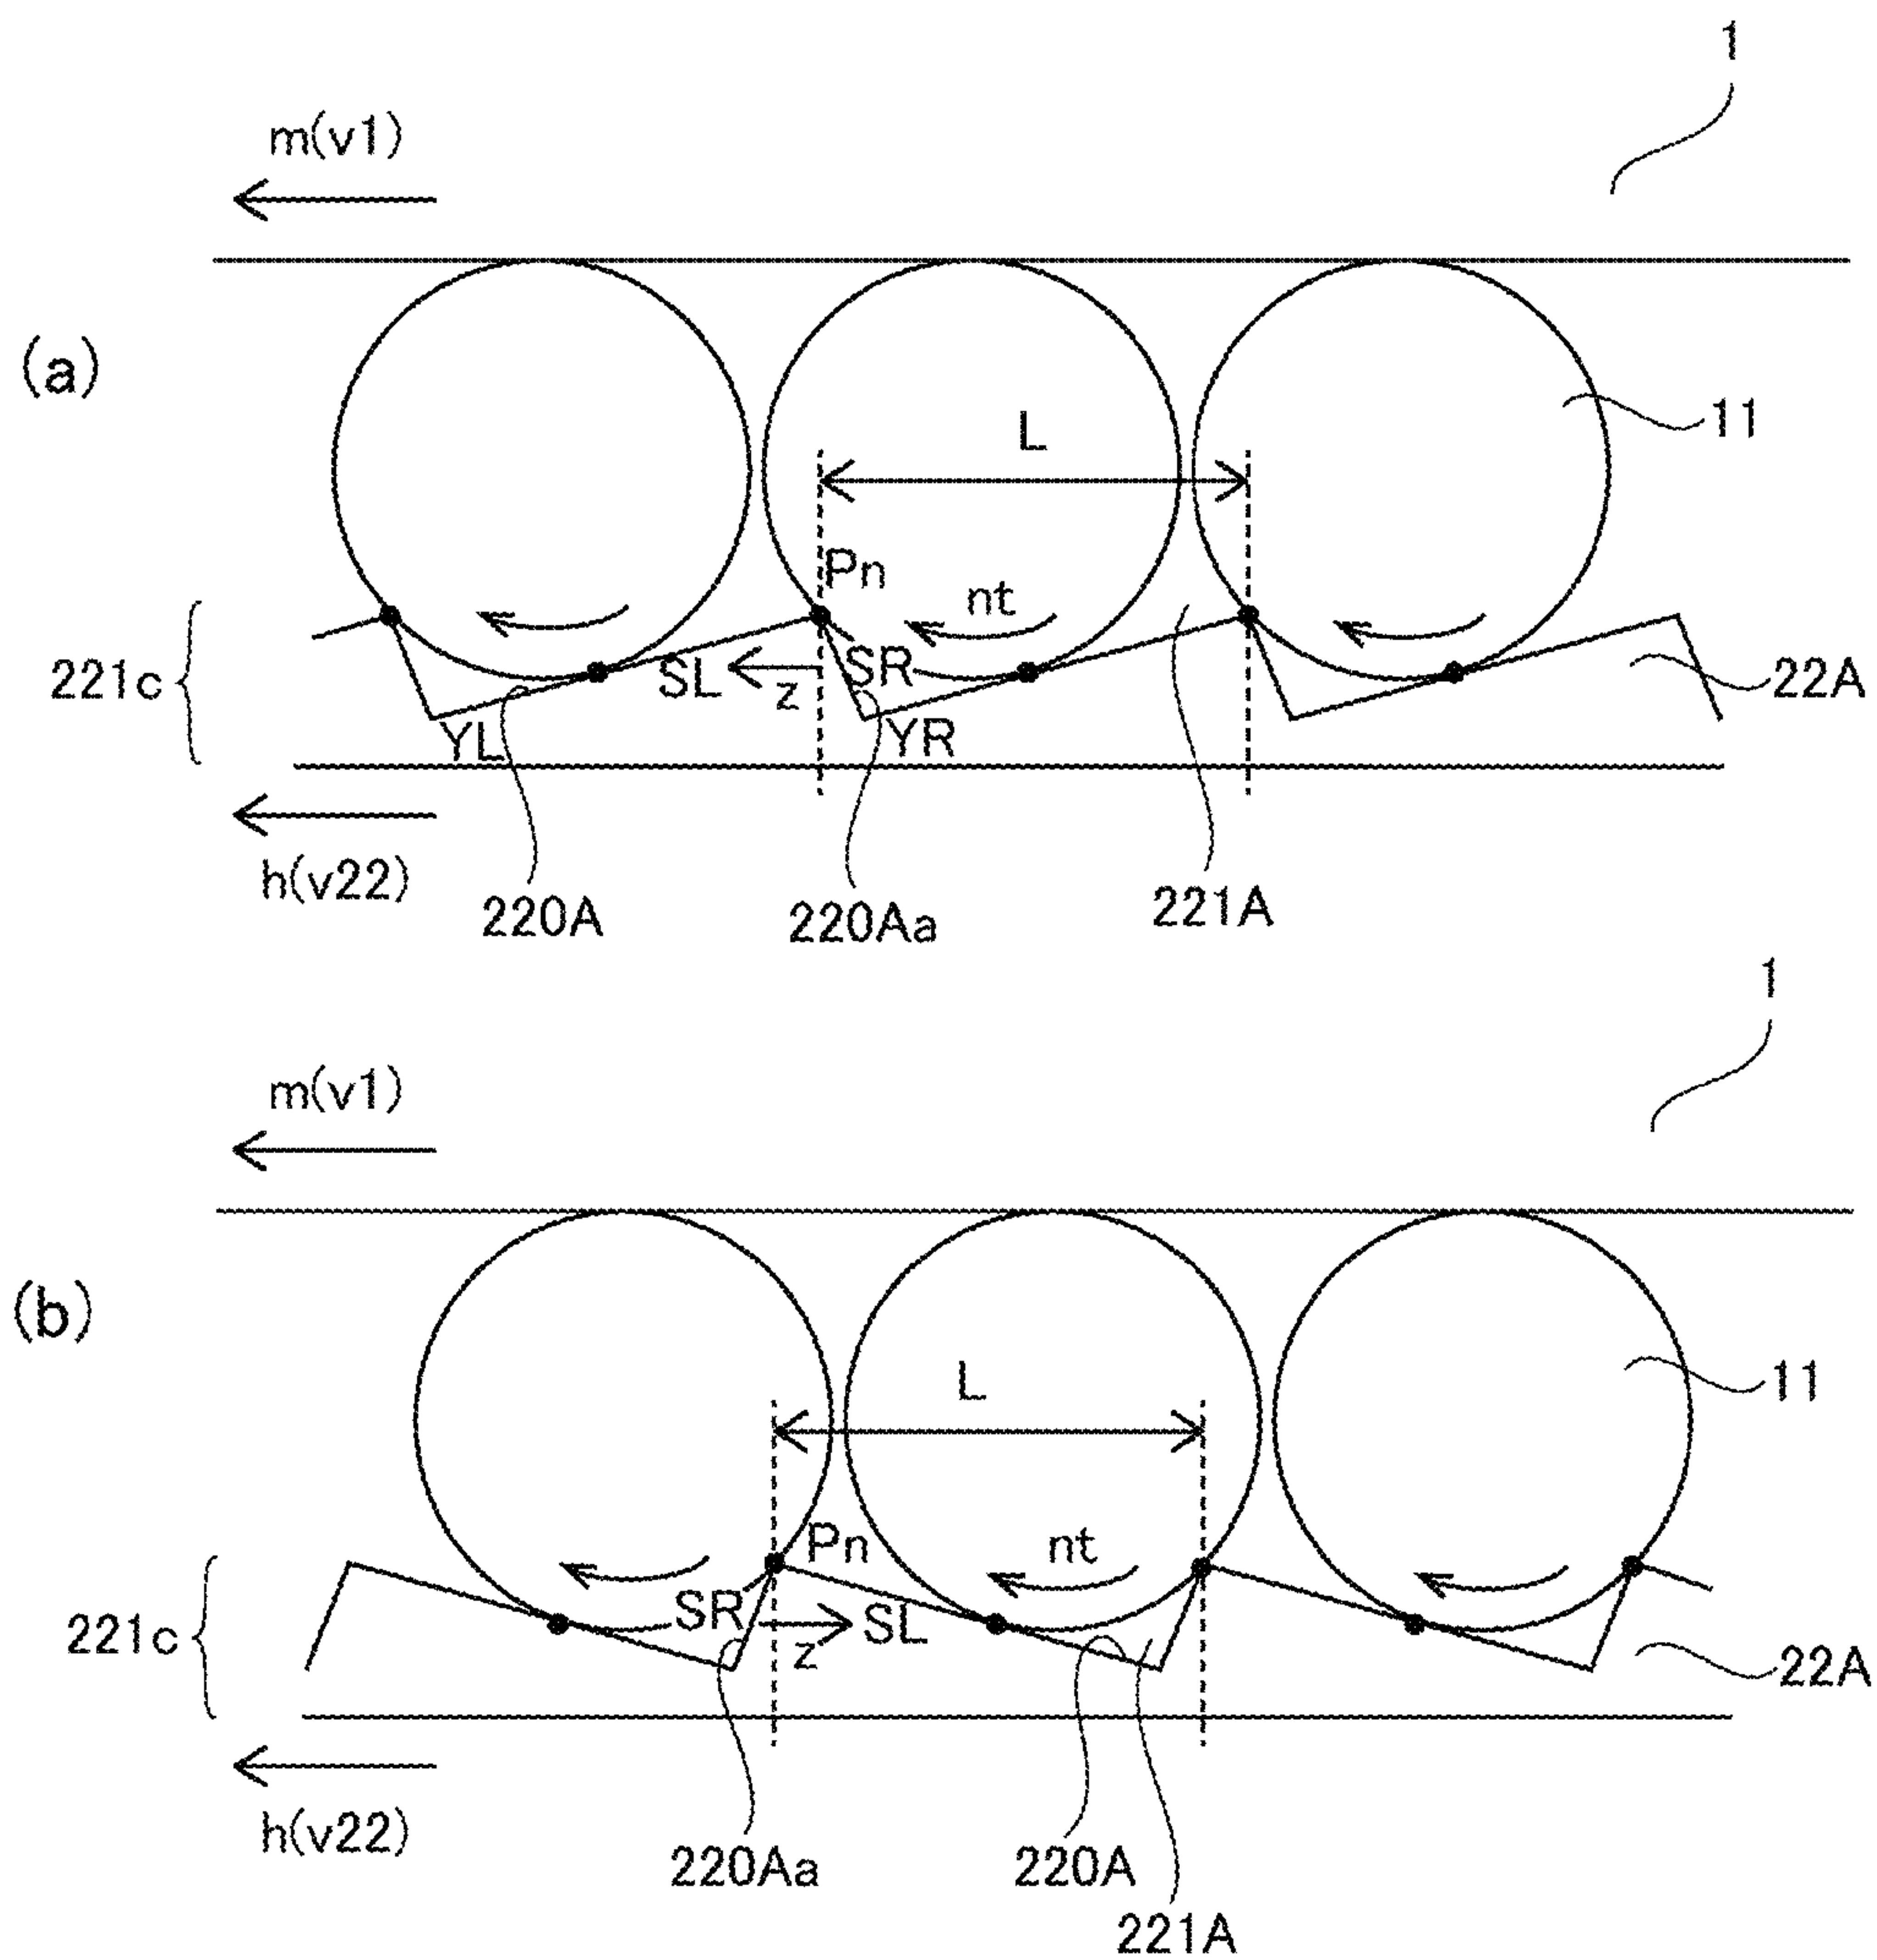 1
m(v1)
(a)
L
11
Pn
nt
221c
SL
z
SR
22A
YL
YR
h(v22)
220A
220Aa
221A
1
m(v1)
(b)
L
11
Pn
nt
SR
z
SL
221c
22A
h(v22)
220Aa
220A
221A